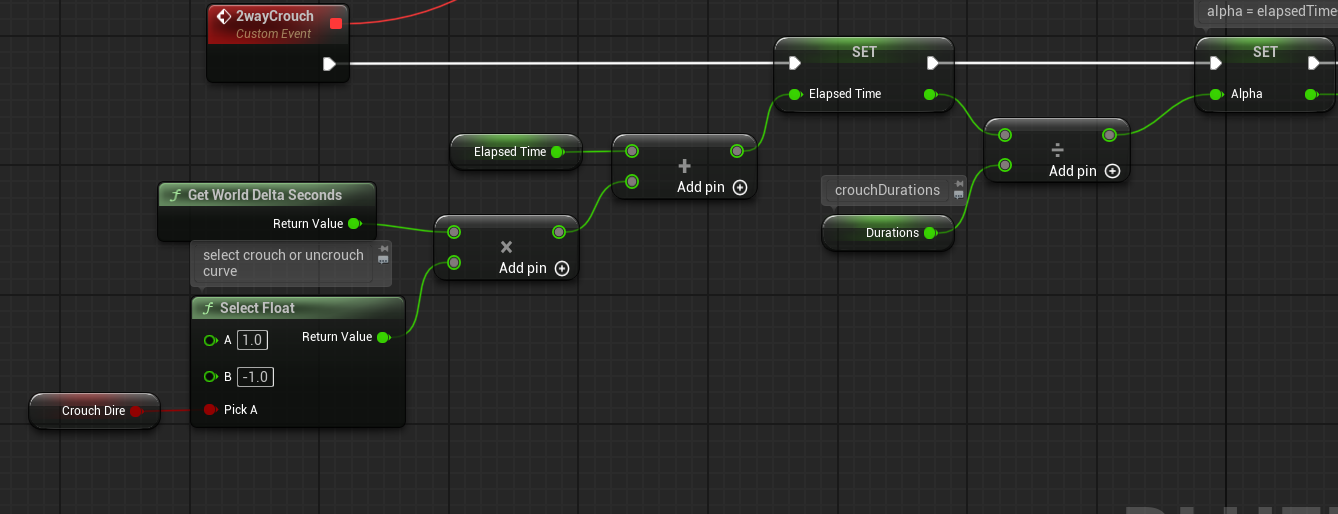 2wayCrouch
Custom Event
alpha = elapsedTime
SET
Elapsed Time
SET
Alpha
Elapsed Time
+
Add pin
÷
Add pin
crouchDurations
Durations
f Get World Delta Seconds
Return Value
×
Add pin
select crouch or uncrouch
curve
f Select Float
A 1.0 Return Value
B -1.0
Pick A
Crouch Dire